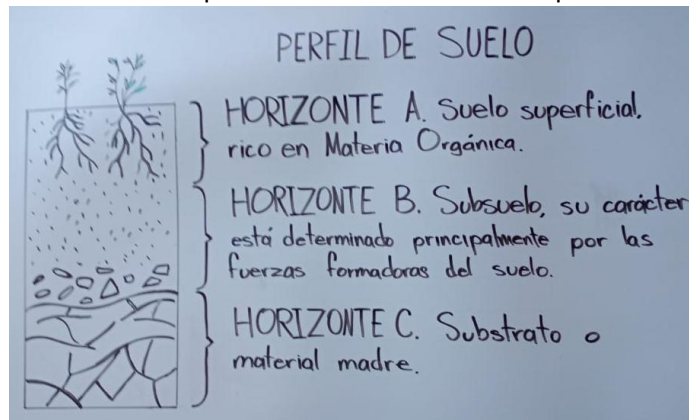 PERFIL DE SUELO
HORIZONTE A. Suelo superficial,
rico en Materia Orgánica.
HORIZONTE B. Subsuelo, su carácter
está determinado principalmente por las
fuerzas formadoras del suelo.
HORIZONTE C. Substrato o
material madre.